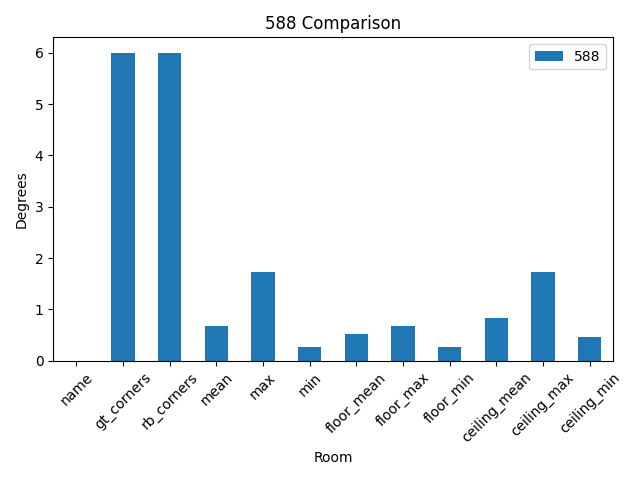 588 Comparison
588
Degrees
6
5
4
3
2
1
0
name
gt_corners
rb_corners
mean
max
min
floor_mean
floor_max
floor_min
ceiling_mean
ceiling_max
ceiling_min
Room